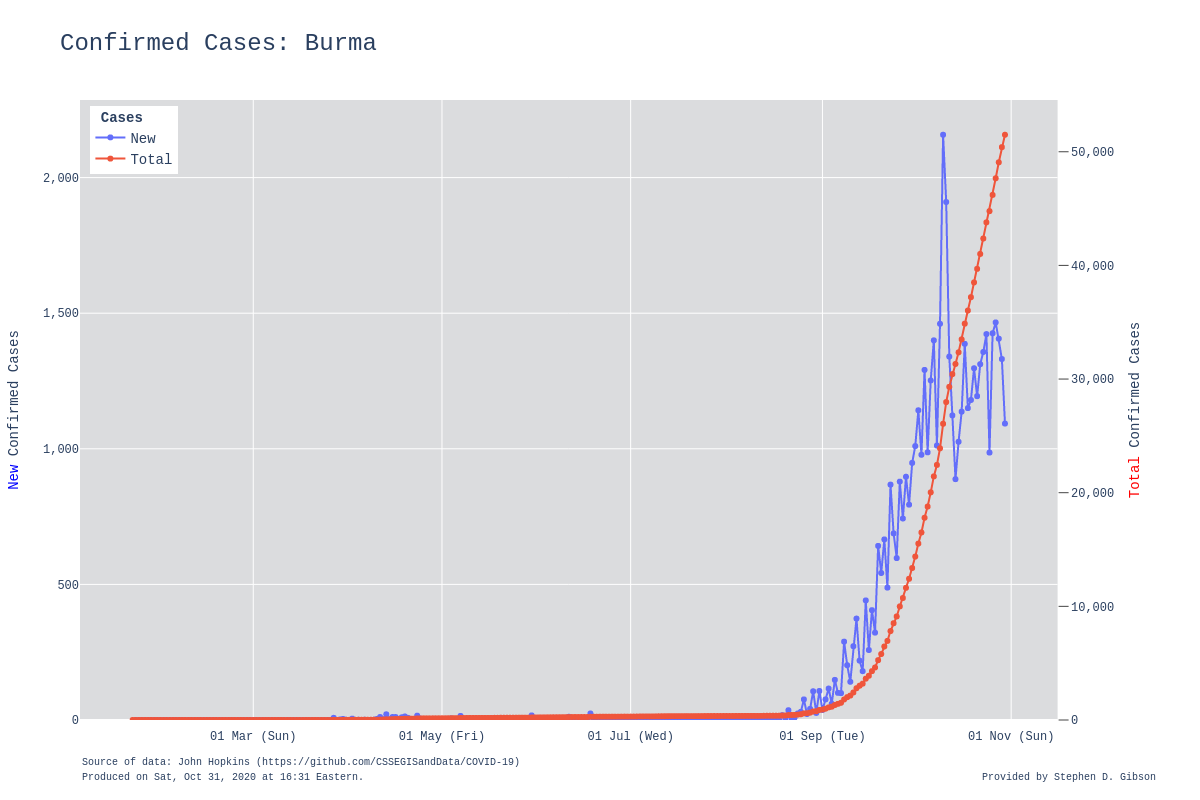 Confirmed Cases: Burma
Cases
New
Total
2,000
1,500
1,000
500
0
New Confirmed Cases
50,000
40,000
30,000
20,000
10,000
0
Total Confirmed Cases
01 Mar (Sun)
01 May (Fri)
01 Jul (Wed)
01 Sep (Tue)
01 Nov (Sun)
Source of data: John Hopkins (https://github.com/CSSEGISandData/COVID-19)
Produced on Sat, Oct 31, 2020 at 16:31 Eastern.
Provided by Stephen D. Gibson